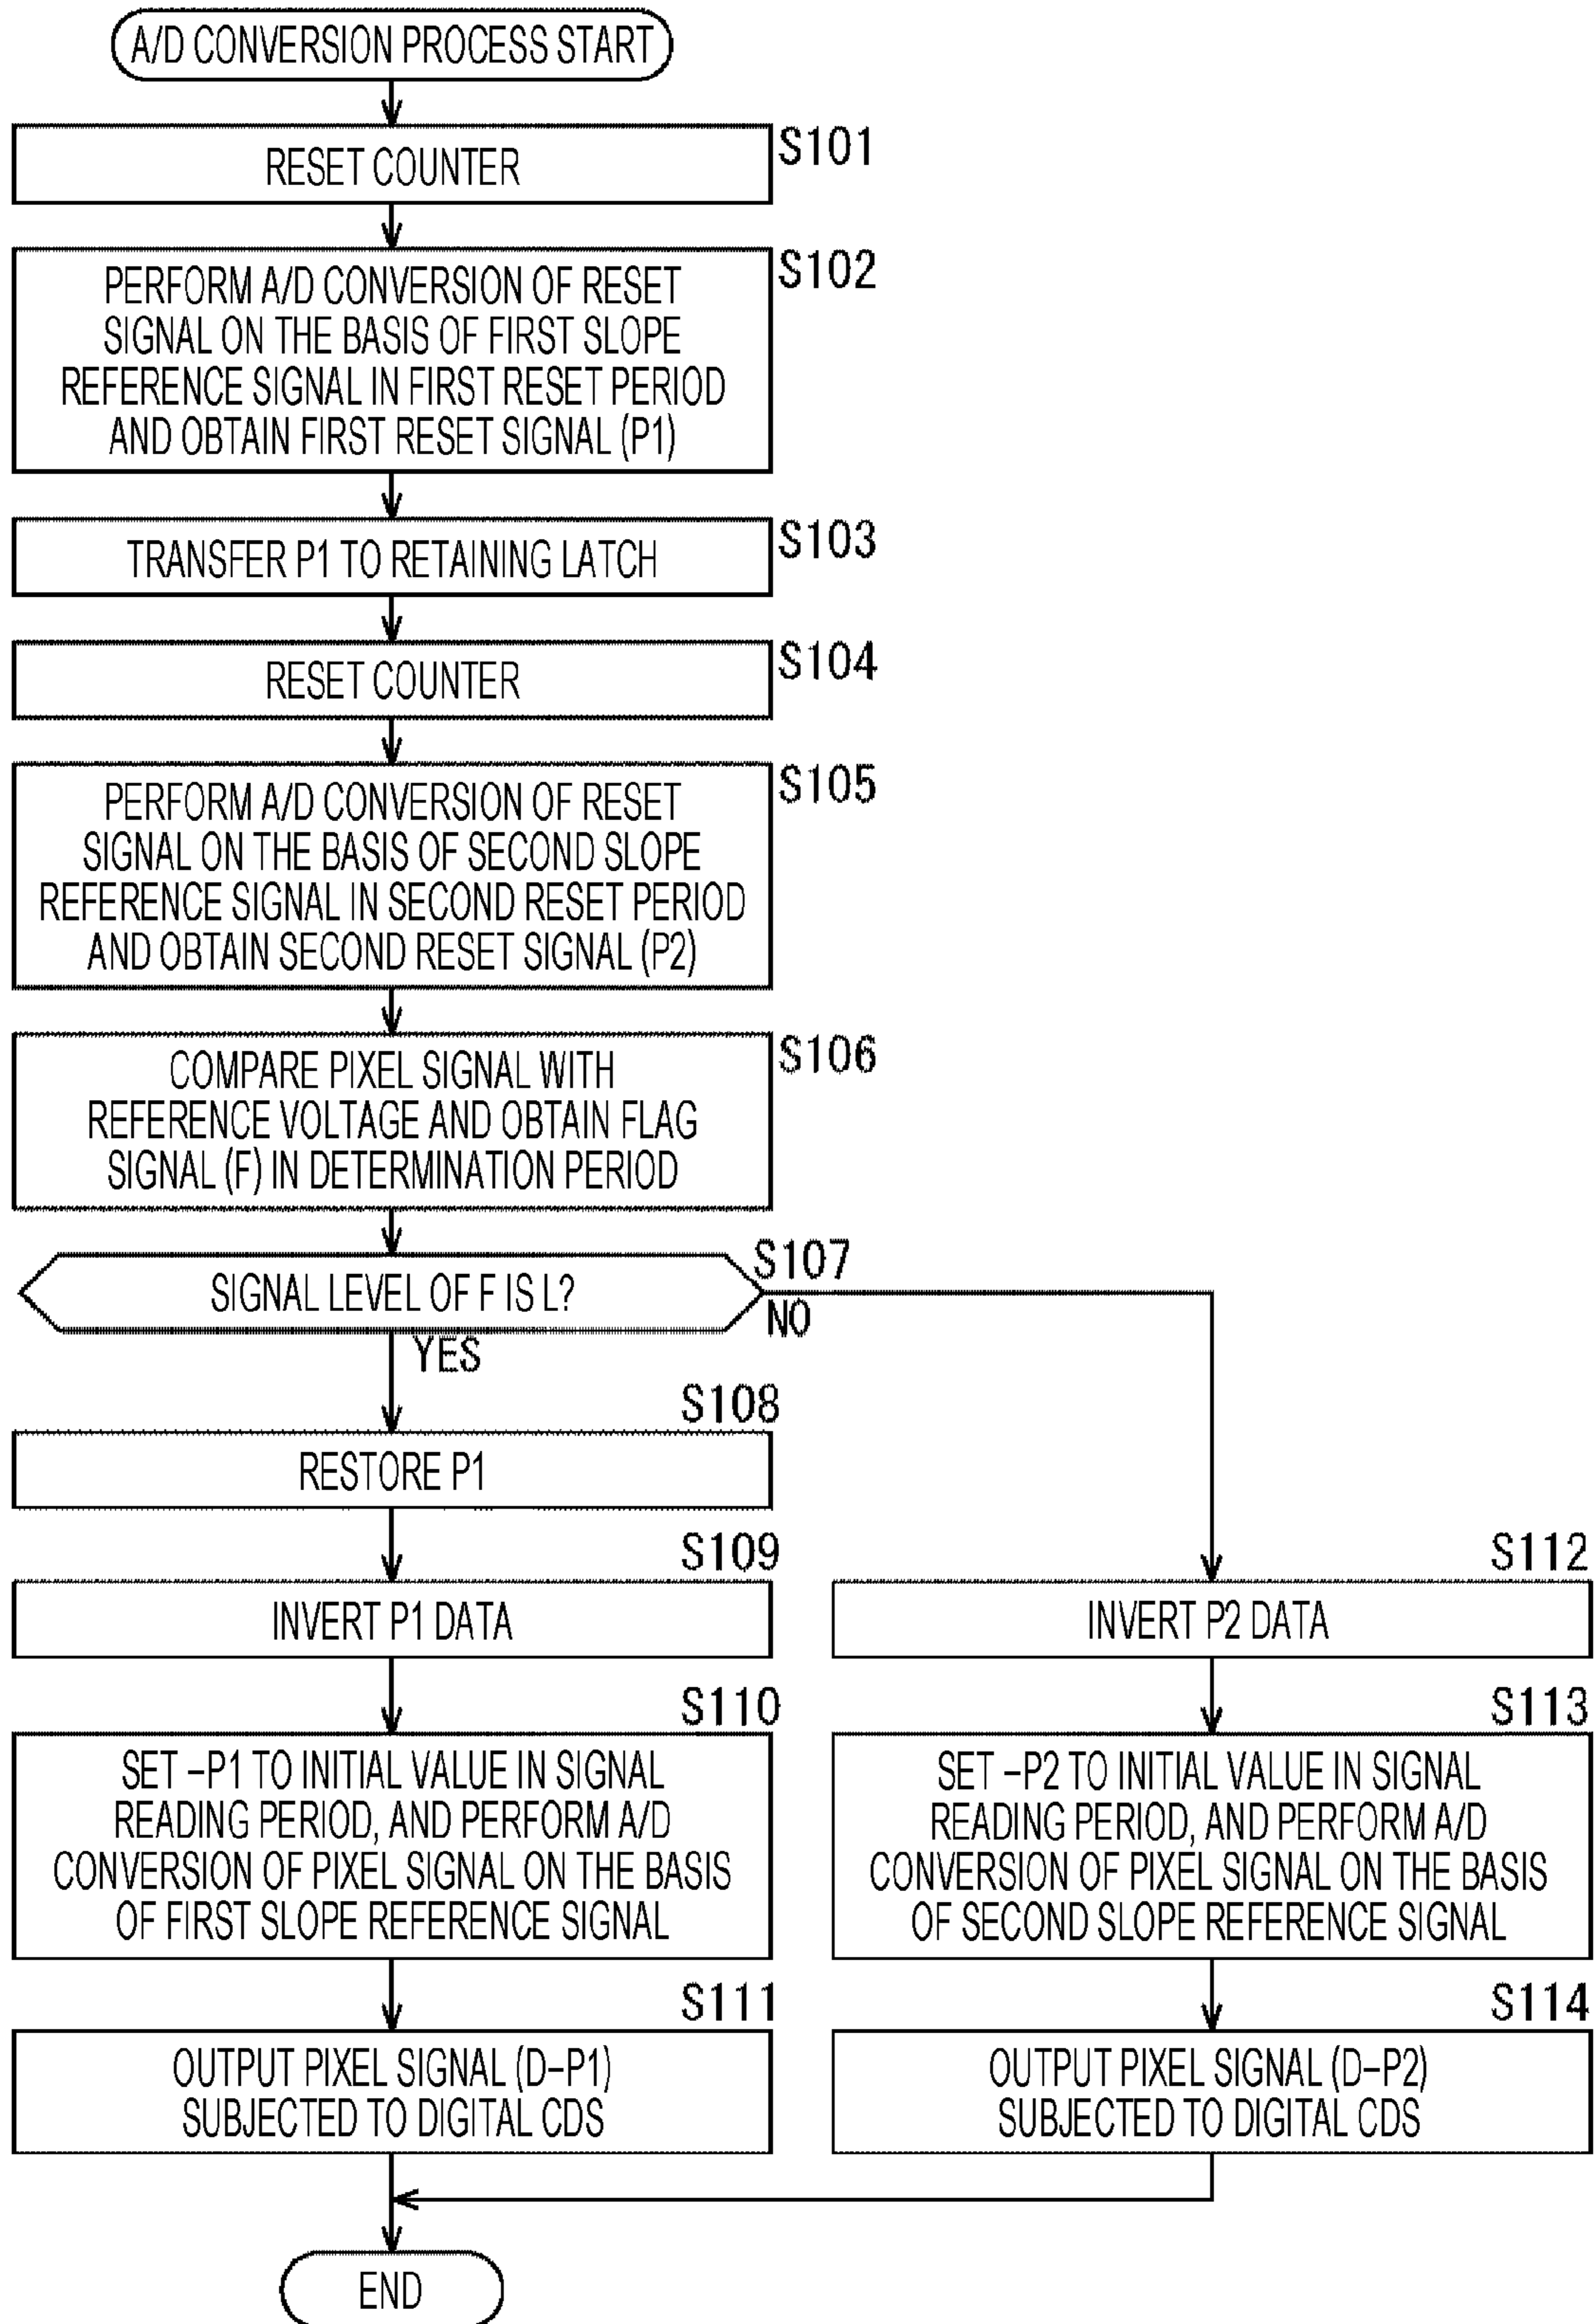 A/D CONVERSION PROCESS START
S101
RESET COUNTER
S102
PERFORM A/D CONVERSION OF RESET
SIGNAL ON THE BASIS OF FIRST SLOPE
REFERENCE SIGNAL IN FIRST RESET PERIOD
AND OBTAIN FIRST RESET SIGNAL (P1)
S103
TRANSFER P1 TO RETAINING LATCH
S104
RESET COUNTER
S105
PERFORM A/D CONVERSION OF RESET
SIGNAL ON THE BASIS OF SECOND SLOPE
REFERENCE SIGNAL IN SECOND RESET PERIOD
AND OBTAIN SECOND RESET SIGNAL (P2)
S106
COMPARE PIXEL SIGNAL WITH
REFERENCE VOLTAGE AND OBTAIN FLAG
SIGNAL (F) IN DETERMINATION PERIOD
S107
SIGNAL LEVEL OF F IS L?
NO
YES
S108
RESTORE P1
S109
INVERT P1 DATA
S110
SET –P1 TO INITIAL VALUE IN SIGNAL
READING PERIOD, AND PERFORM A/D
CONVERSION OF PIXEL SIGNAL ON THE BASIS
OF FIRST SLOPE REFERENCE SIGNAL
S111
OUTPUT PIXEL SIGNAL (D–P1)
SUBJECTED TO DIGITAL CDS
S112
INVERT P2 DATA
S113
SET –P2 TO INITIAL VALUE IN SIGNAL
READING PERIOD, AND PERFORM A/D
CONVERSION OF PIXEL SIGNAL ON THE BASIS
OF SECOND SLOPE REFERENCE SIGNAL
S114
OUTPUT PIXEL SIGNAL (D–P2)
SUBJECTED TO DIGITAL CDS
END